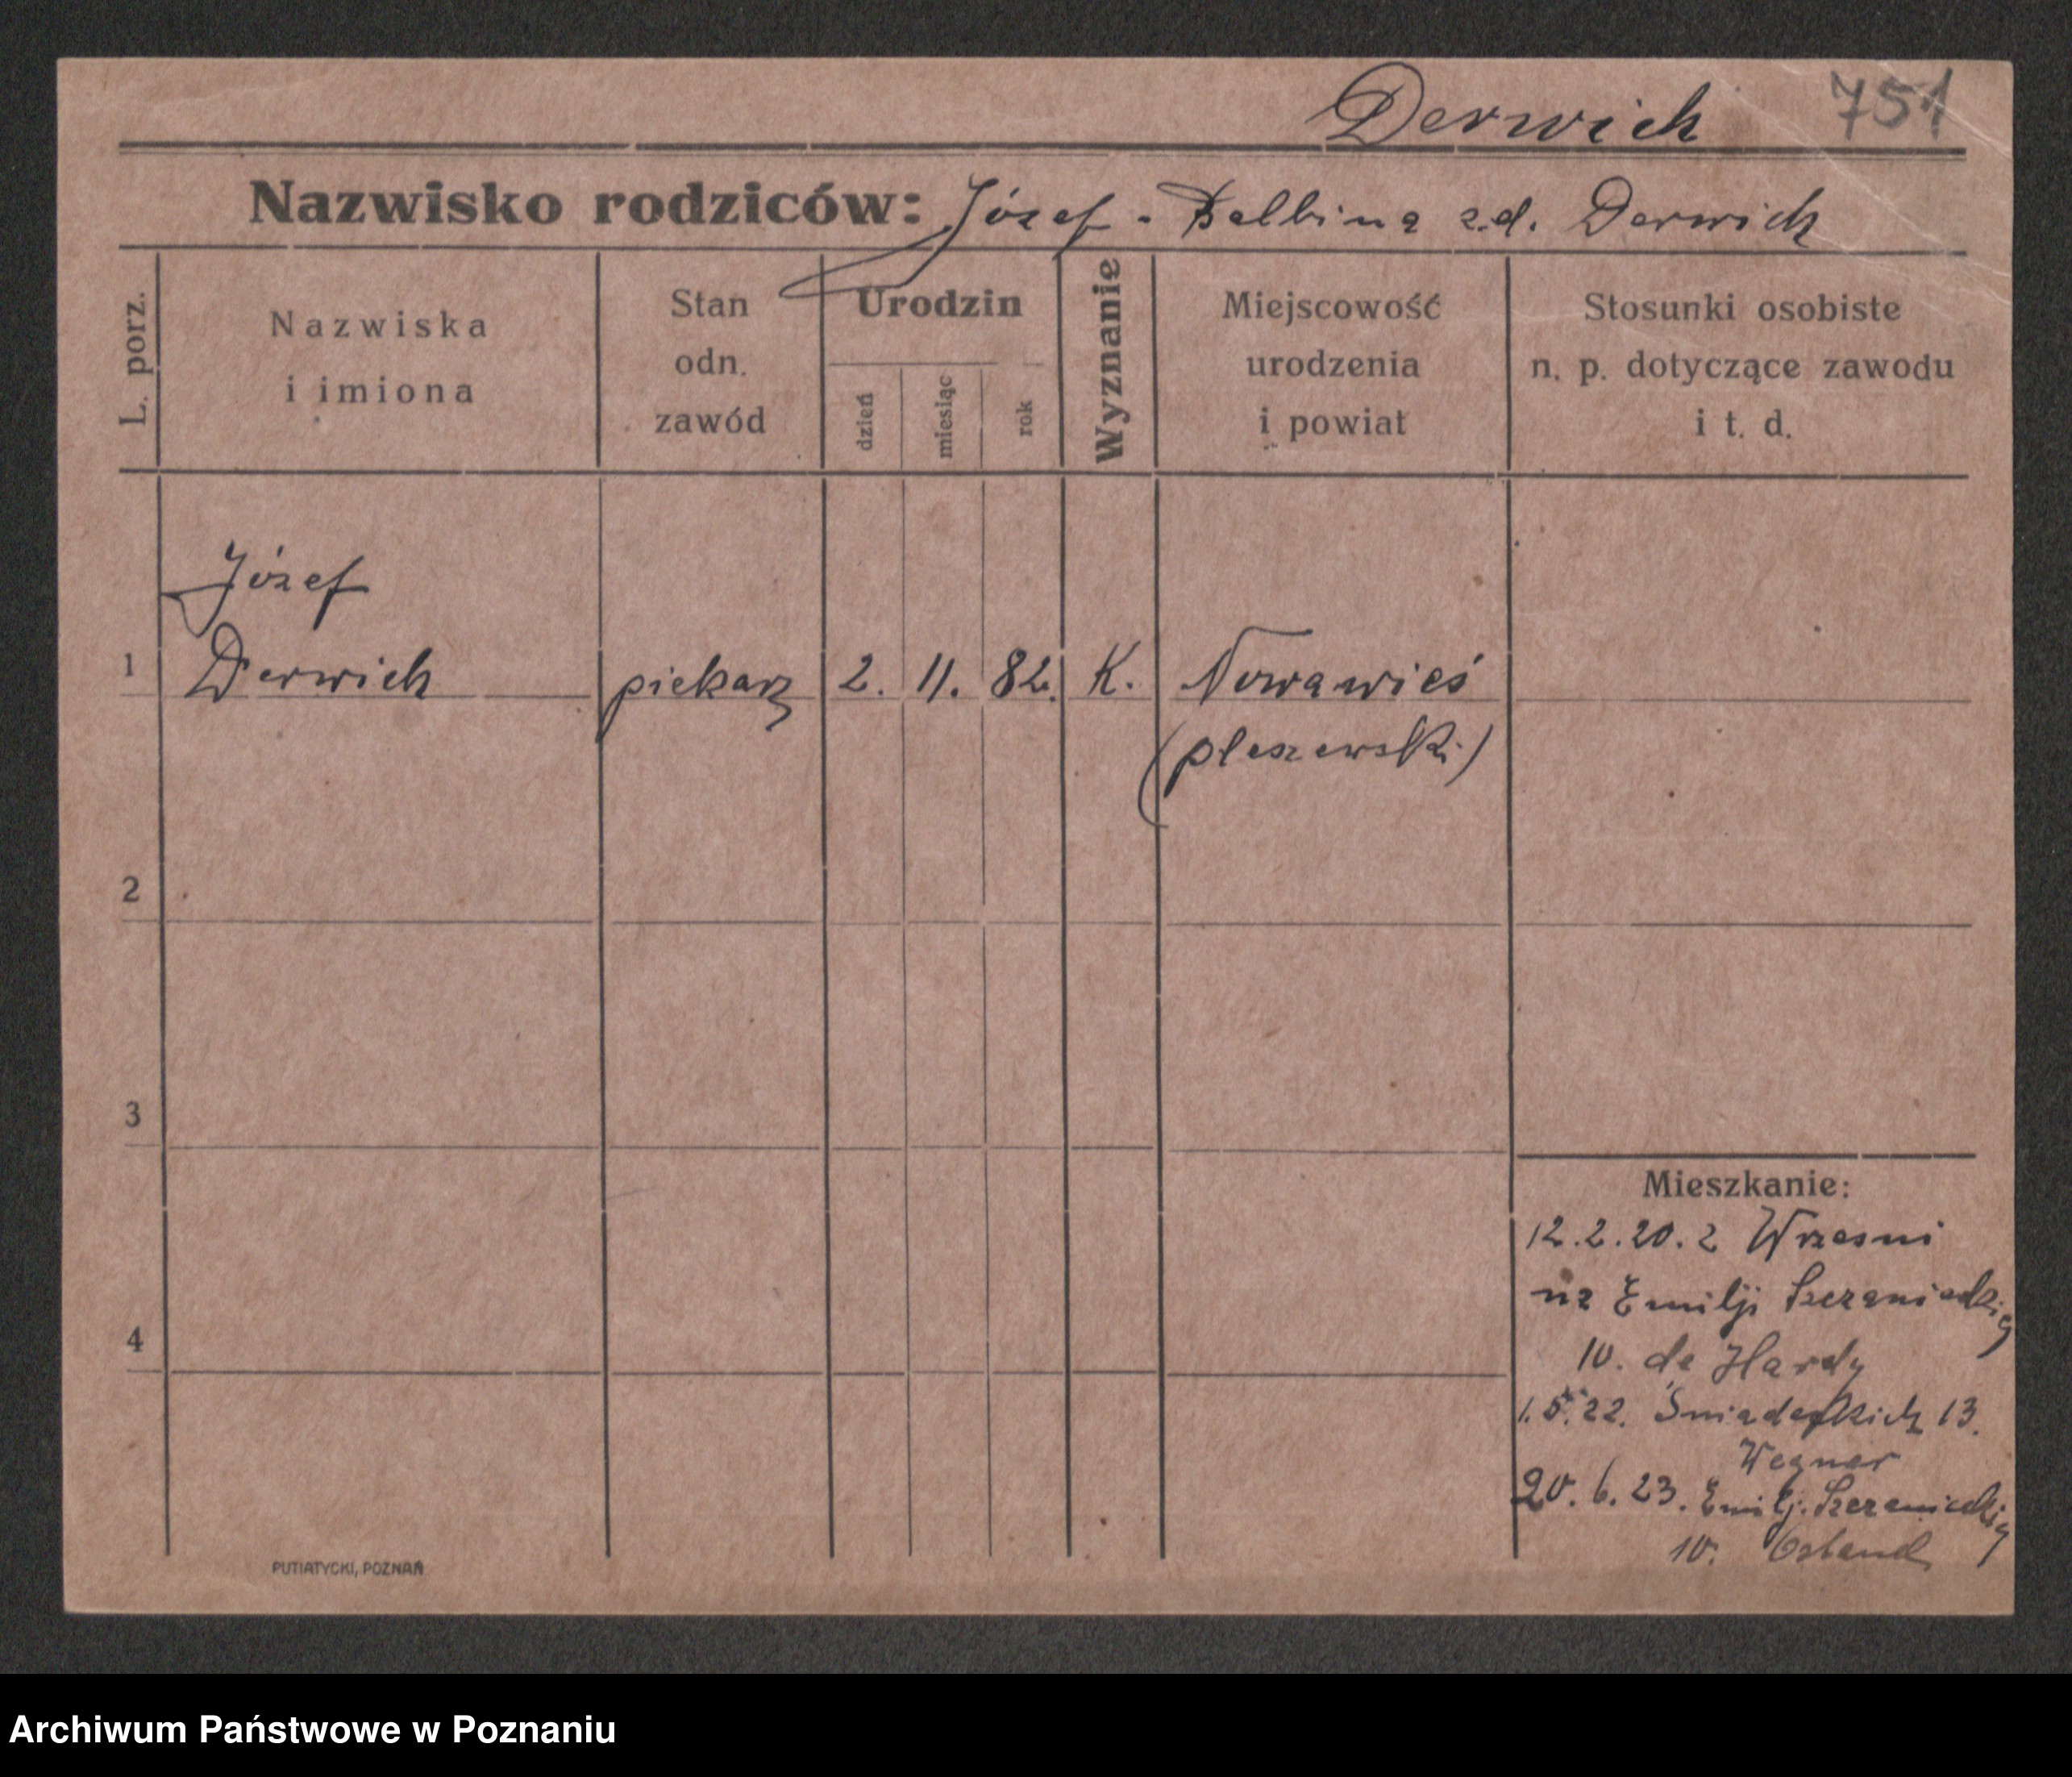 Derwich 751
Nazwisko rodziców: Józef - Balbina z.d. Derwich
L. porz.
Nazwiska
i imiona
Stan
odn.
zawód
Urodzin
dzień
miesiąc
rok
Wyznanie
Miejscowość
urodzenia
i powiat
Stosunki osobiste
n. p. dotyczące zawodu
i t. d.
Józef
1 Derwich piekarz 2. 11. 82. K. Nowawieś
(pleszewski)
2
3
4
Mieszkanie:
12.2.20. z Wrześni
na Emilji Szczanieckiej
10. de Hardy
1.5.22. Śniadeckich 13.
Wegner
20.6.23. Emilj. Szczanieckiej
10.
PUTIATYCKI, POZNAŃ
Archiwum Państwowe w Poznaniu